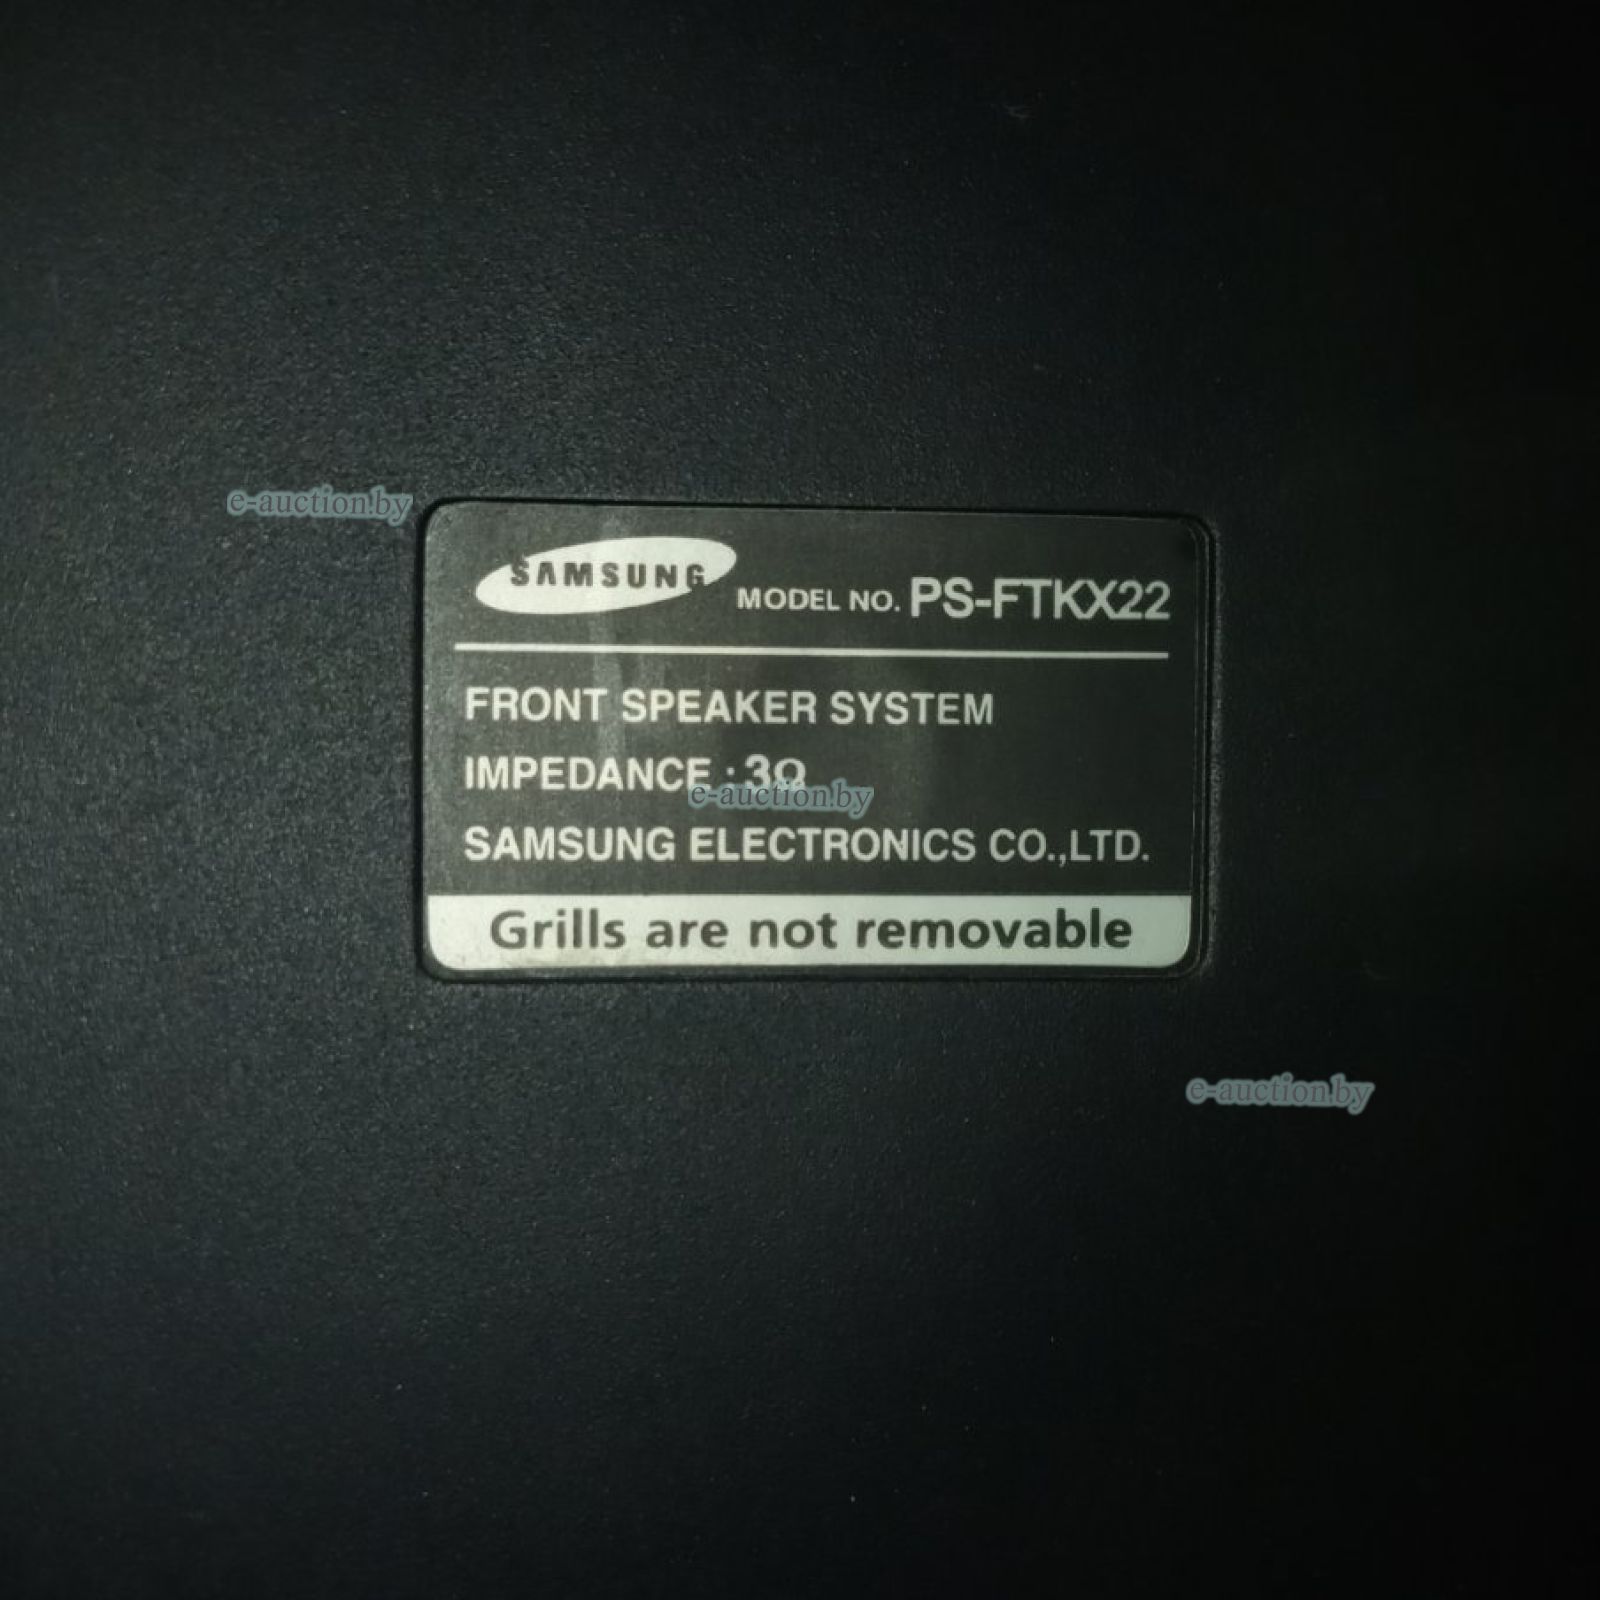 e-auction.by
SAMSUNG MODEL NO. PS-FTKX22
FRONT SPEAKER SYSTEM
IMPEDANCE : 3Ω
e-auction.by
SAMSUNG ELECTRONICS CO.,LTD.
Grills are not removable
e-auction.by